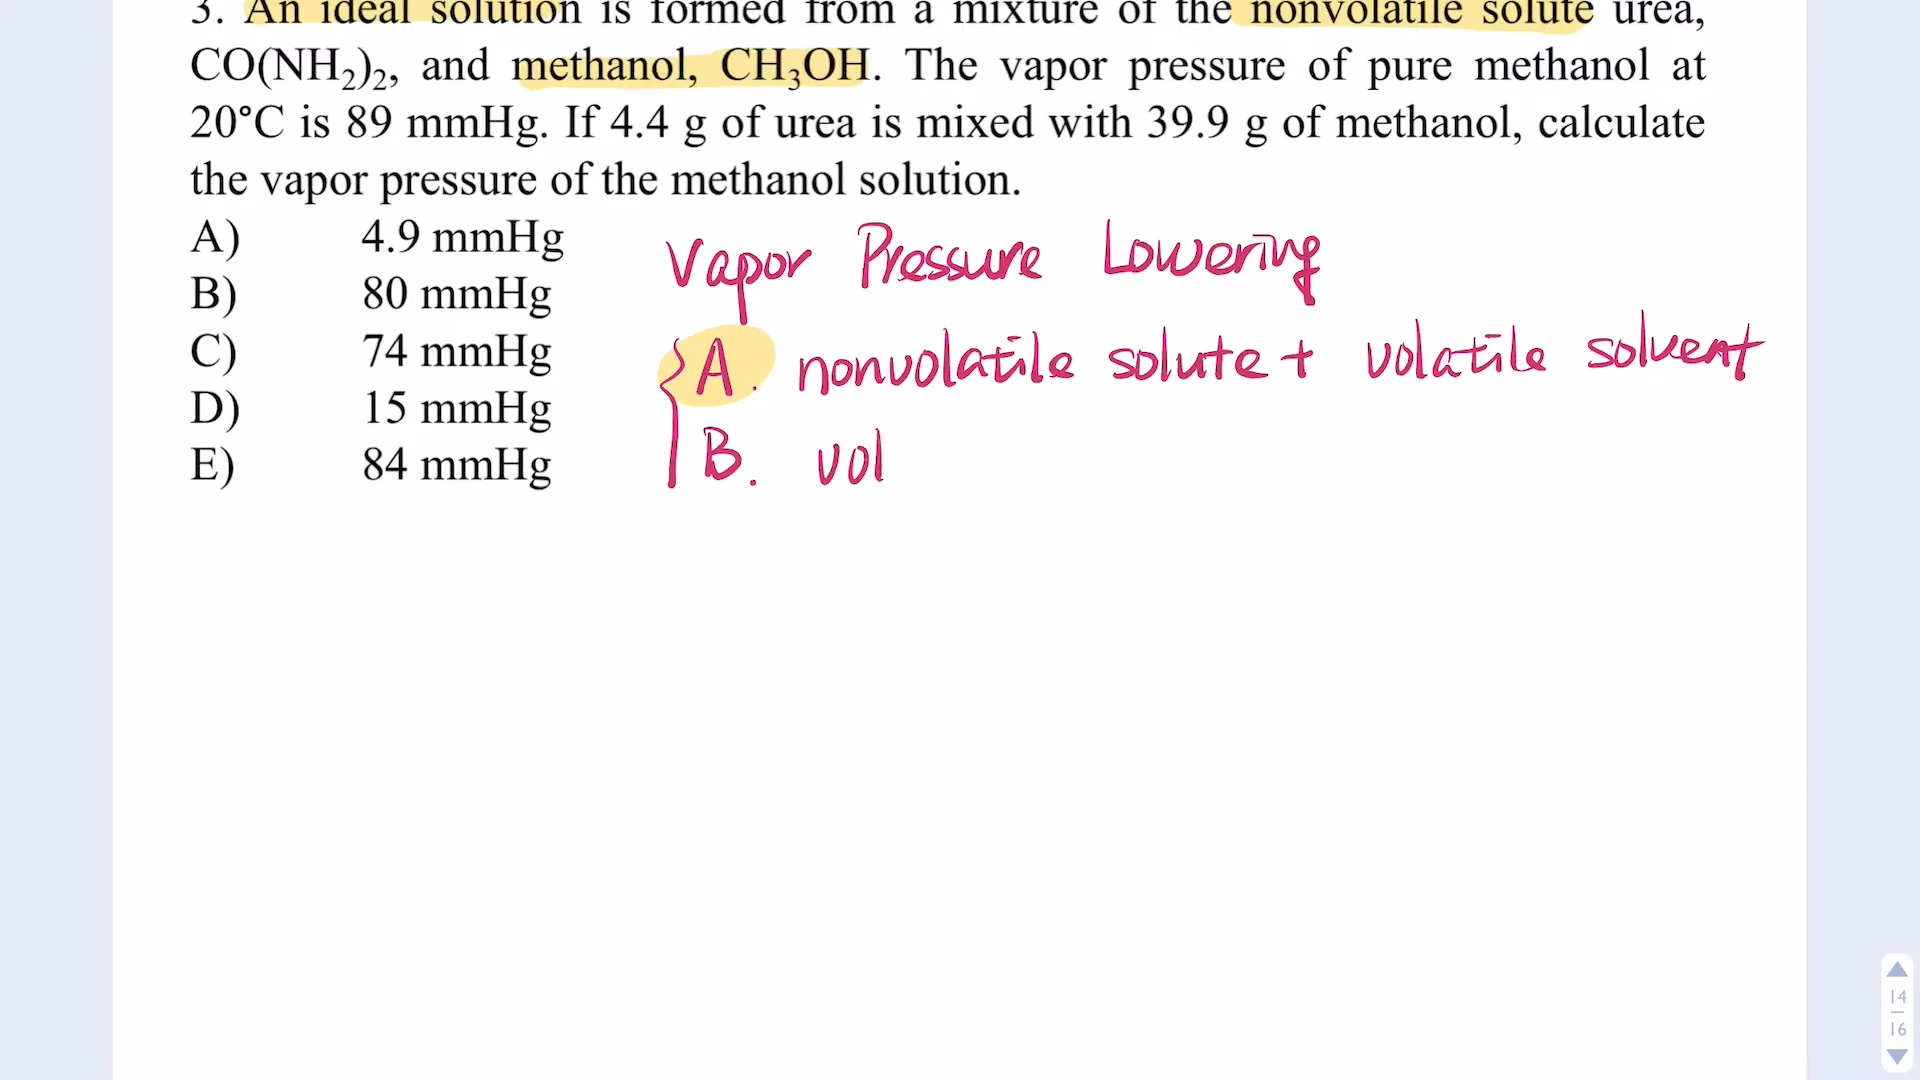 3. An ideal solution is formed from a mixture of the nonvolatile solute urea,
CO(NH₂)₂, and methanol, CH₃OH. The vapor pressure of pure methanol at
20°C is 89 mmHg. If 4.4 g of urea is mixed with 39.9 g of methanol, calculate
the vapor pressure of the methanol solution.
A) 4.9 mmHg
B) 80 mmHg
C) 74 mmHg
D) 15 mmHg
E) 84 mmHg
Vapor Pressure Lowering
A. nonvolatile solute + volatile solvent
B. vol
14
16